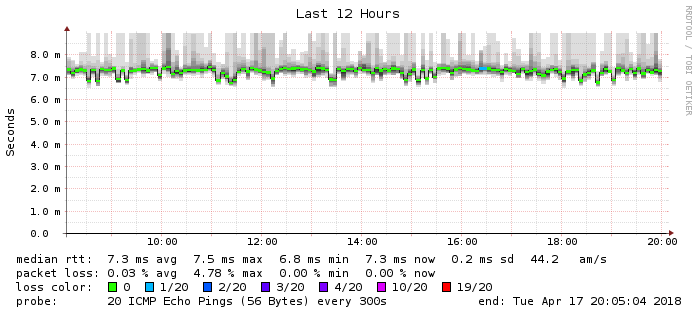 Last 12 Hours
RRDTOOL / TOBI OETIKER
Seconds
8.0 m
7.0 m
6.0 m
5.0 m
4.0 m
3.0 m
2.0 m
1.0 m
0.0
10:00 12:00 14:00 16:00 18:00 20:00
median rtt: 7.3 ms avg 7.5 ms max 6.8 ms min 7.3 ms now 0.2 ms sd 44.2 am/s
packet loss: 0.03 % avg 4.78 % max 0.00 % min 0.00 % now
loss color: 0 1/20 2/20 3/20 4/20 10/20 19/20
probe: 20 ICMP Echo Pings (56 Bytes) every 300s end: Tue Apr 17 20:05:04 2018